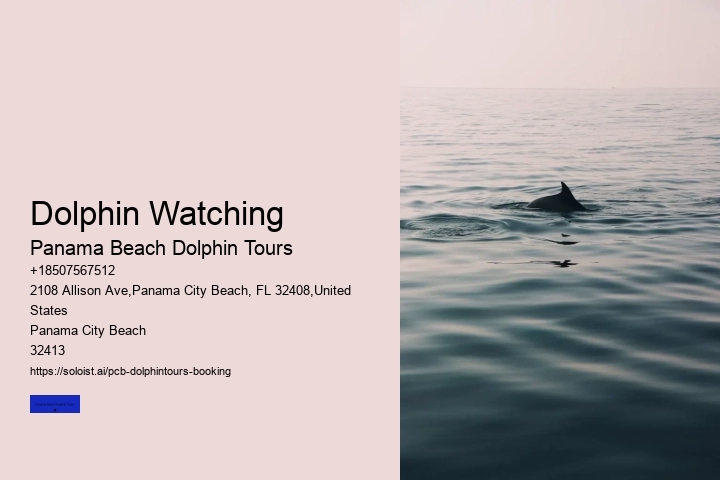 Dolphin Watching
Panama Beach Dolphin Tours
+18507567512
2108 Allison Ave,Panama City Beach, FL 32408,United
States
Panama City Beach
32413
https://soloist.ai/pcb-dolphintours-booking